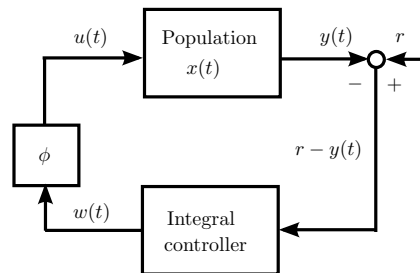 u(t)
Population
x(t)
y(t)
r
−
+
ϕ
r − y(t)
w(t)
Integral
controller